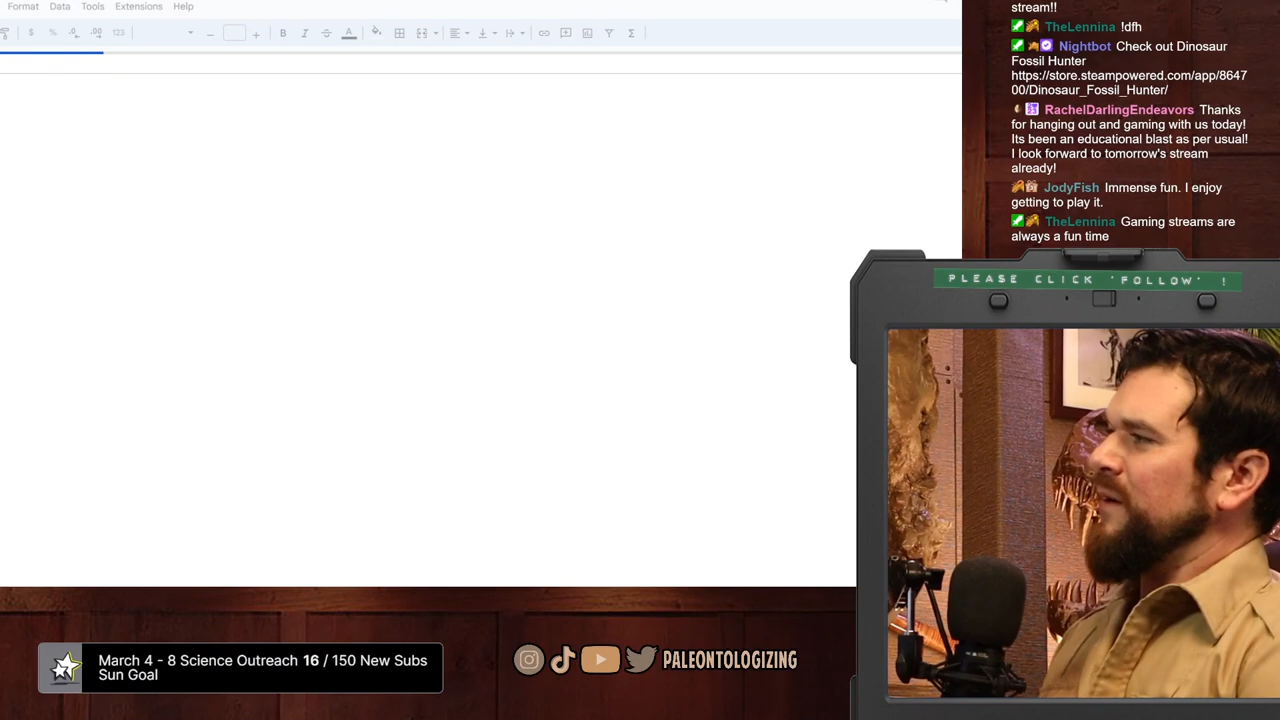 Format Data Tools Extensions Help
$ % .0 .00 123 B I A
stream!!
TheLennina !dfh
Nightbot Check out Dinosaur
Fossil Hunter
https://store.steampowered.com/app/8647
00/Dinosaur_Fossil_Hunter/
RachelDarlingEndeavors Thanks
for hanging out and gaming with us today!
Its been an educational blast as per usual!
I look forward to tomorrow's stream
already!
JodyFish Immense fun. I enjoy
getting to play it.
TheLennina Gaming streams are
always a fun time
PLEASE CLICK 'FOLLOW' !
March 4 - 8 Science Outreach 16 / 150 New Subs
Sun Goal
PALEONTOLOGIZING